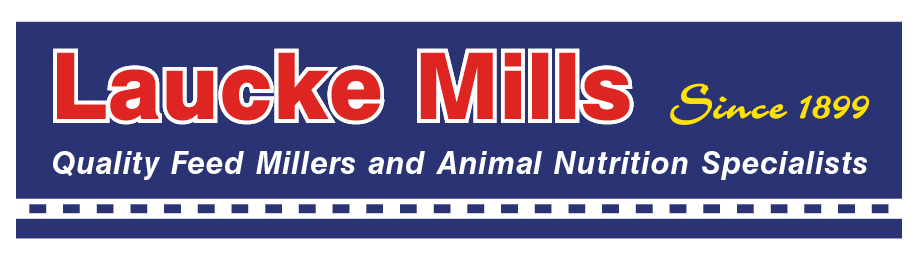 Laucke Mills Since 1899
Quality Feed Millers and Animal Nutrition Specialists